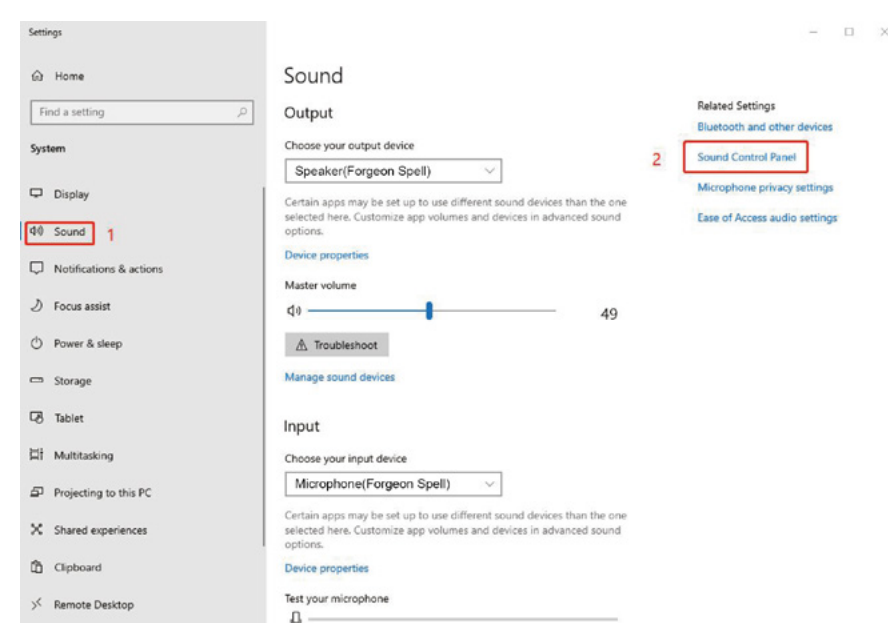 Settings
Home
Find a setting
System
Display
Sound
1
Notifications & actions
Focus assist
Power & sleep
Storage
Tablet
Multitasking
Projecting to this PC
Shared experiences
Clipboard
Remote Desktop
Sound
Output
Choose your output device
Speaker(Forgeon Spell)
Certain apps may be set up to use different sound devices than the one
selected here. Customize app volumes and devices in advanced sound
options.
Device properties
Master volume
49
Troubleshoot
Manage sound devices
Input
Choose your input device
Microphone(Forgeon Spell)
Certain apps may be set up to use different sound devices than the one
selected here. Customize app volumes and devices in advanced sound
options.
Device properties
Test your microphone
Related Settings
Bluetooth and other devices
2
Sound Control Panel
Microphone privacy settings
Ease of Access audio settings